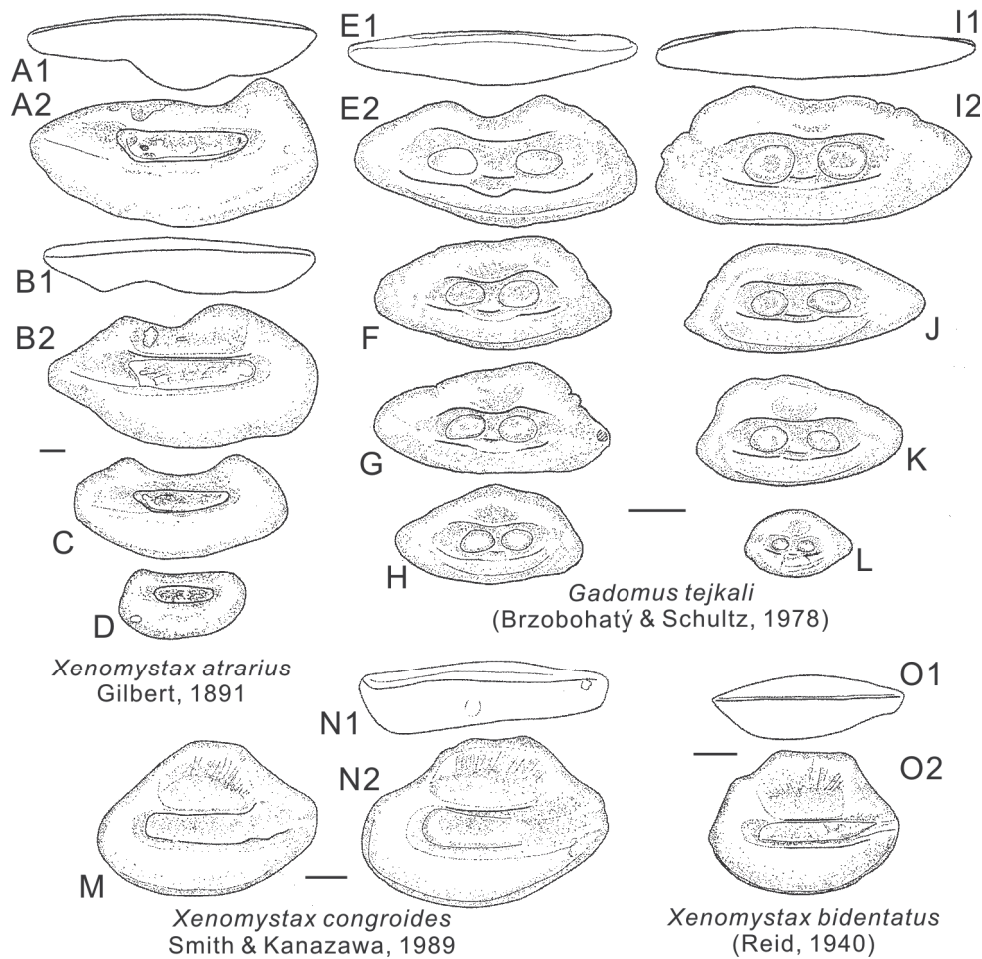 A1
A2
B1
B2
C
D
Xenomystax atrarius
Gilbert, 1891
E1
E2
F
G
H
I1
I2
J
K
L
Gadomus tejkali
(Brzobohatý & Schultz, 1978)
M
N1
N2
Xenomystax congroides
Smith & Kanazawa, 1989
O1
O2
Xenomystax bidentatus
(Reid, 1940)